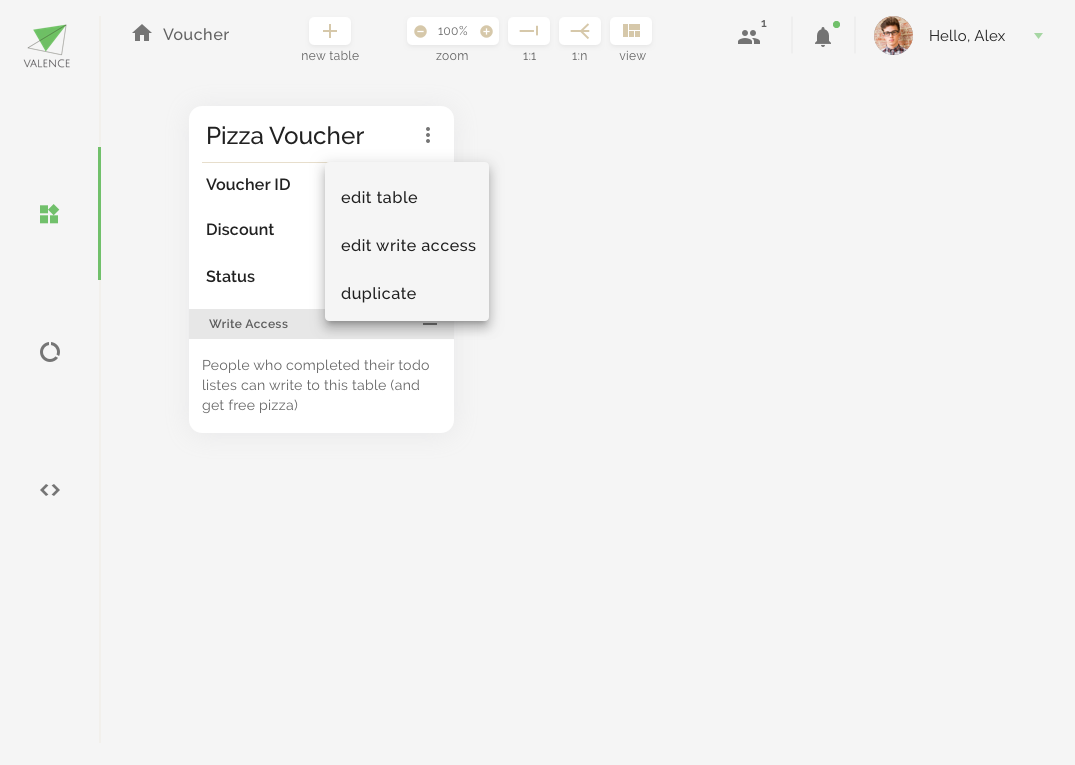 VALENCE
Voucher
new table
100%
zoom
1:1
1:n
view
1
Hello, Alex
Pizza Voucher
Voucher ID
Discount
Status
edit table
edit write access
duplicate
Write Access
People who completed their todo
listes can write to this table (and
get free pizza)